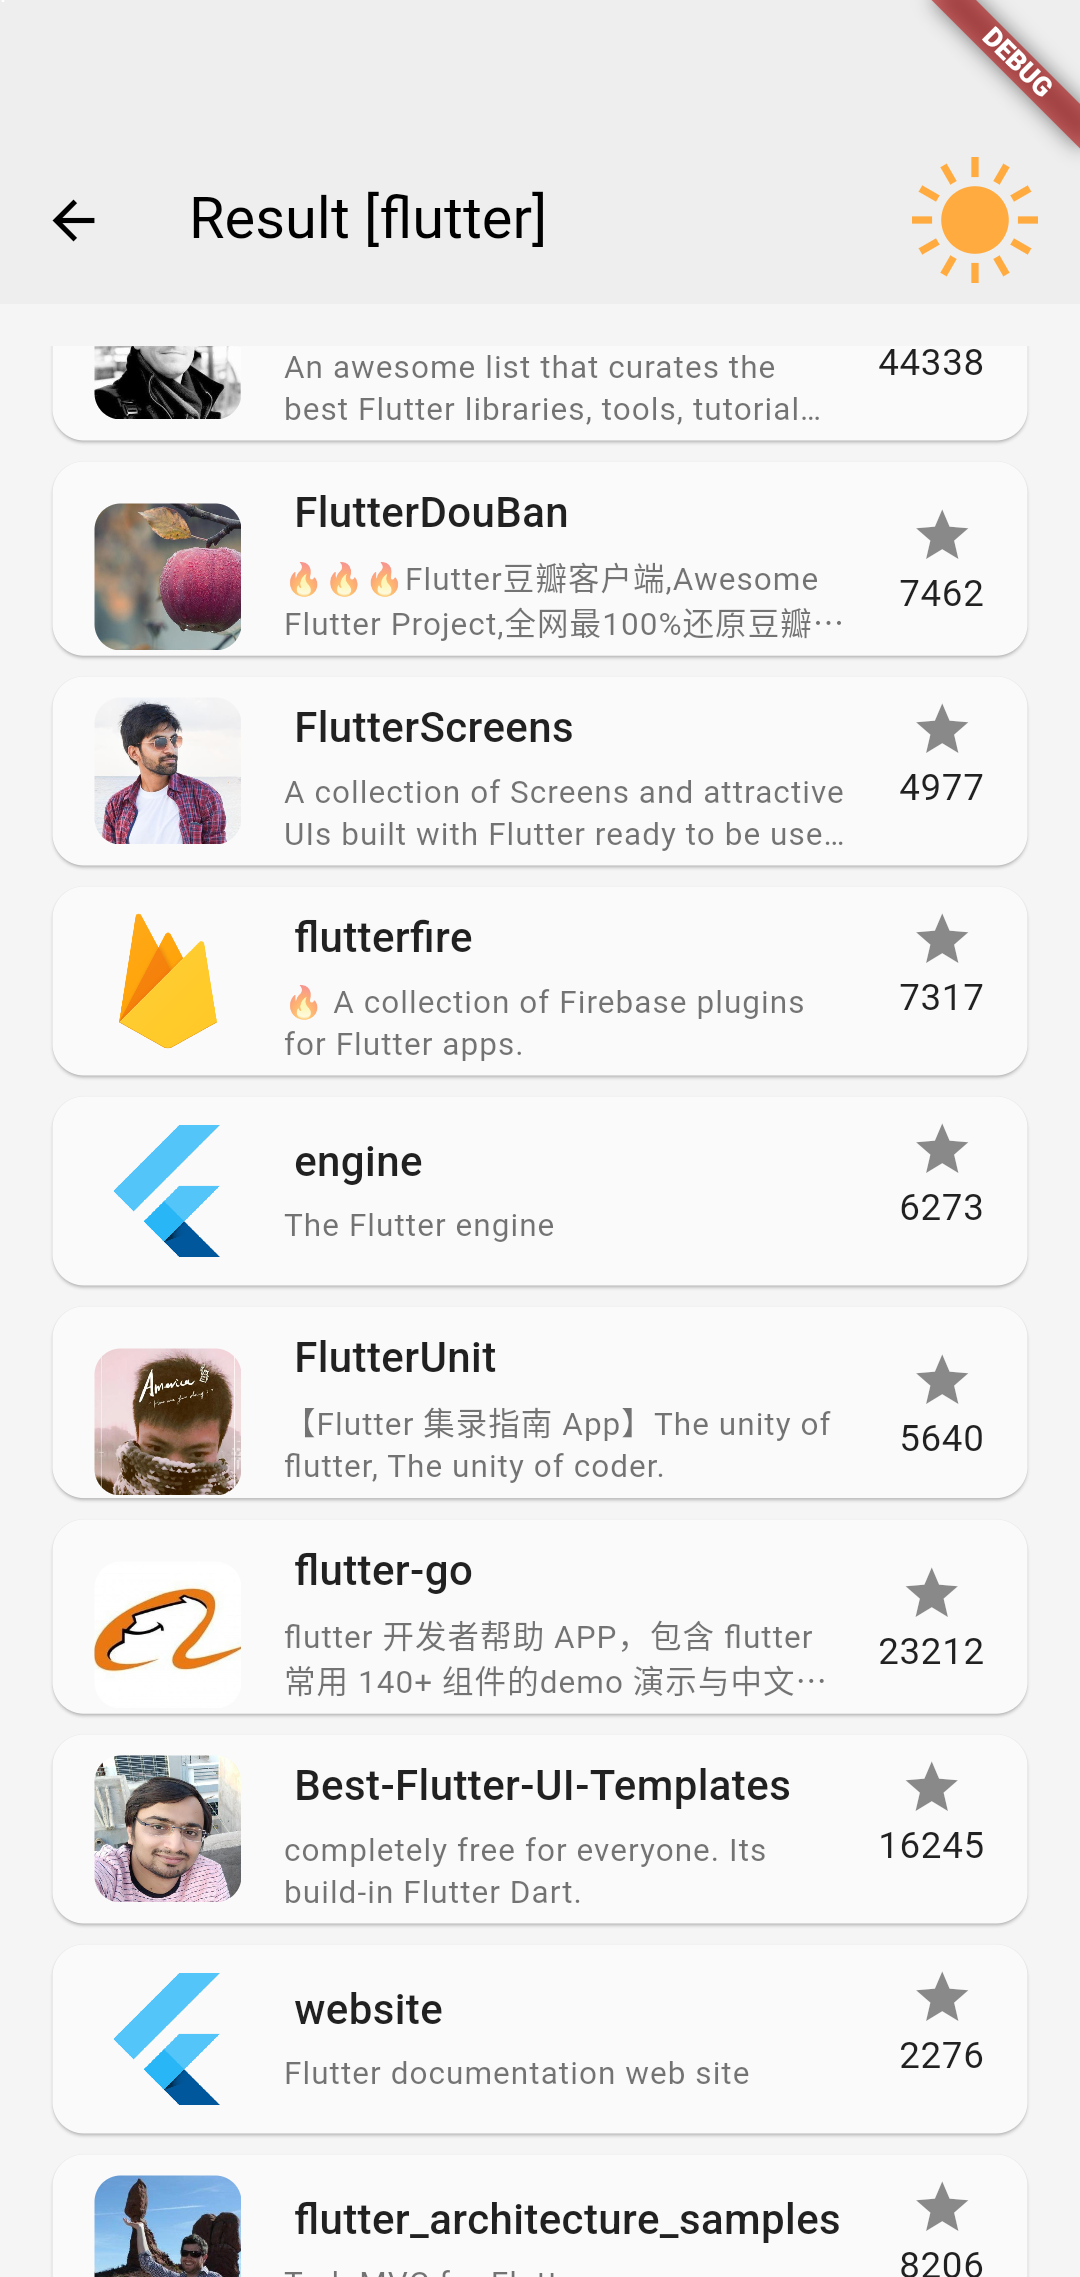 DEBUG
Result [flutter]
An awesome list that curates the
best Flutter libraries, tools, tutorial…
44338
FlutterDouBan
🔥🔥🔥Flutter豆瓣客户端,Awesome
Flutter Project,全网最100%还原豆瓣…
7462
FlutterScreens
A collection of Screens and attractive
UIs built with Flutter ready to be use…
4977
flutterfire
🔥 A collection of Firebase plugins
for Flutter apps.
7317
engine
The Flutter engine
6273
America
FlutterUnit
【Flutter 集录指南 App】The unity of
flutter, The unity of coder.
5640
flutter-go
flutter 开发者帮助 APP，包含 flutter
常用 140+ 组件的demo 演示与中文…
23212
Best-Flutter-UI-Templates
completely free for everyone. Its
build-in Flutter Dart.
16245
website
Flutter documentation web site
2276
flutter_architecture_samples
8206